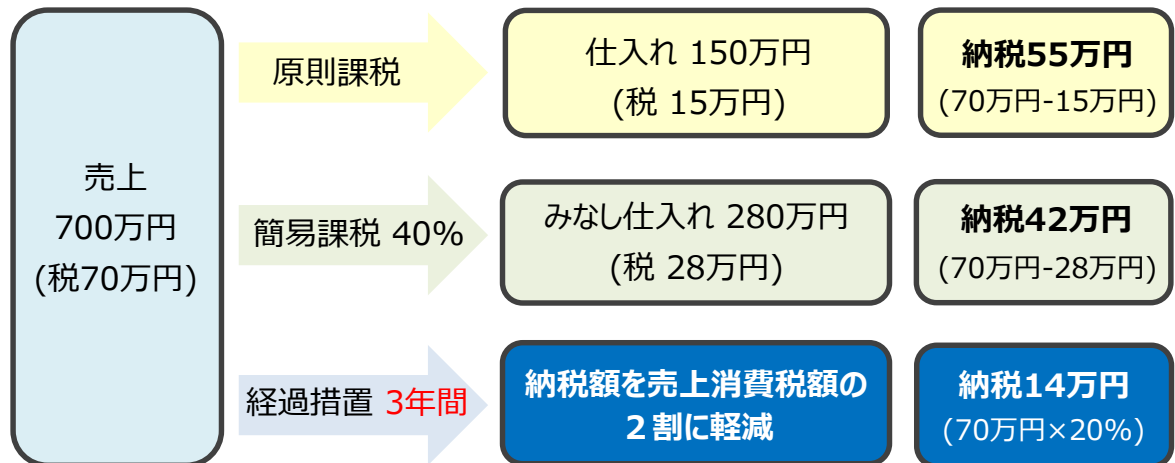 売上
700万円
(税70万円)
原則課税
仕入れ 150万円
(税 15万円)
納税55万円
(70万円-15万円)
簡易課税 40%
みなし仕入れ 280万円
(税 28万円)
納税42万円
(70万円-28万円)
経過措置 3年間
納税額を売上消費税額の
２割に軽減
納税14万円
(70万円×20%)